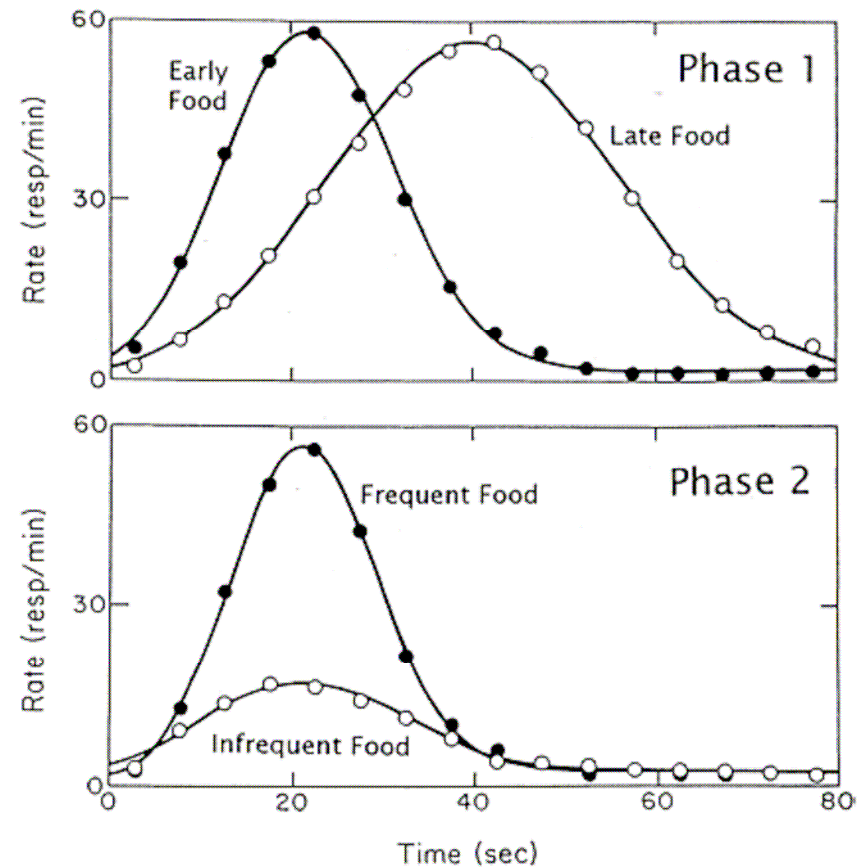 60
Early
Food
Phase 1
Late Food
30
Rate (resp/min)
0
60
Frequent Food
Phase 2
30
Rate (resp/min)
Infrequent Food
0
0 20 40 60 80
Time (sec)